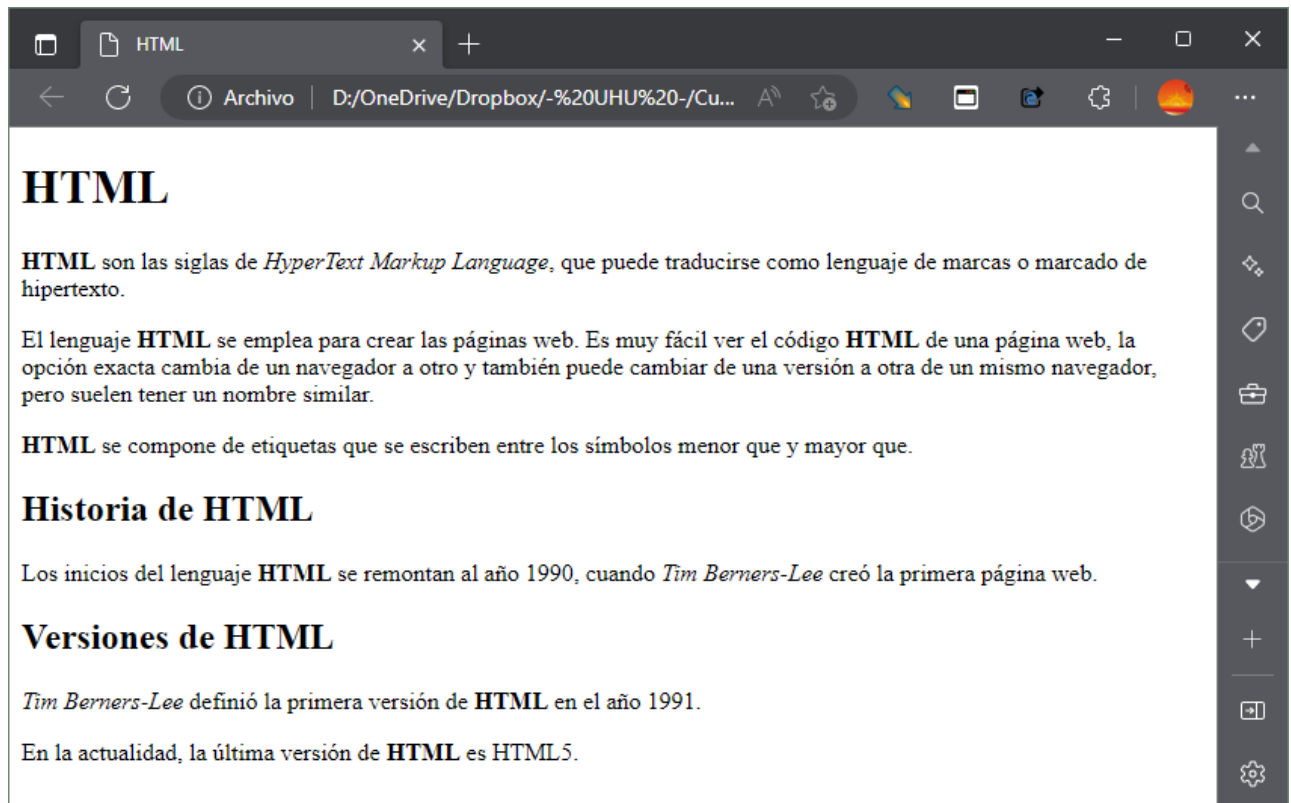 HTML
Archivo | D:/OneDrive/Dropbox/-%20UHU%20-/Cu...
HTML
HTML son las siglas de HyperText Markup Language, que puede traducirse como lenguaje de marcas o marcado de
hipertexto.
El lenguaje HTML se emplea para crear las páginas web. Es muy fácil ver el código HTML de una página web, la
opción exacta cambia de un navegador a otro y también puede cambiar de una versión a otra de un mismo navegador,
pero suelen tener un nombre similar.
HTML se compone de etiquetas que se escriben entre los símbolos menor que y mayor que.
Historia de HTML
Los inicios del lenguaje HTML se remontan al año 1990, cuando Tim Berners-Lee creó la primera página web.
Versiones de HTML
Tim Berners-Lee definió la primera versión de HTML en el año 1991.
En la actualidad, la última versión de HTML es HTML5.